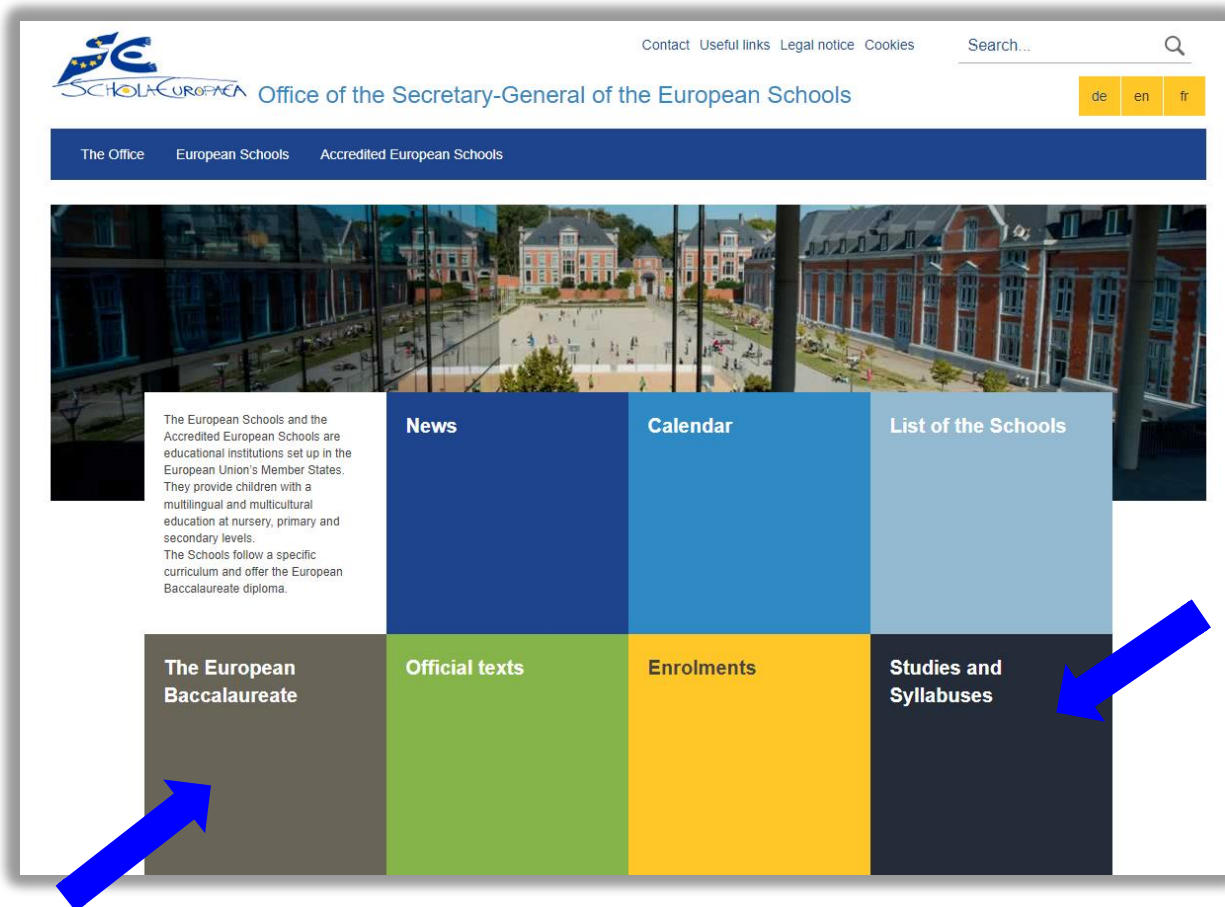 Contact Useful links Legal notice Cookies Search...
SCHOLA EUROPAEA Office of the Secretary-General of the European Schools
de en fr
The Office European Schools Accredited European Schools
The European Schools and the
Accredited European Schools are
educational institutions set up in the
European Union's Member States.
They provide children with a
multilingual and multicultural
education at nursery, primary and
secondary levels.
The Schools follow a specific
curriculum and offer the European
Baccalaureate diploma.
News
Calendar
List of the Schools
The European
Baccalaureate
Official texts
Enrolments
Studies and
Syllabuses